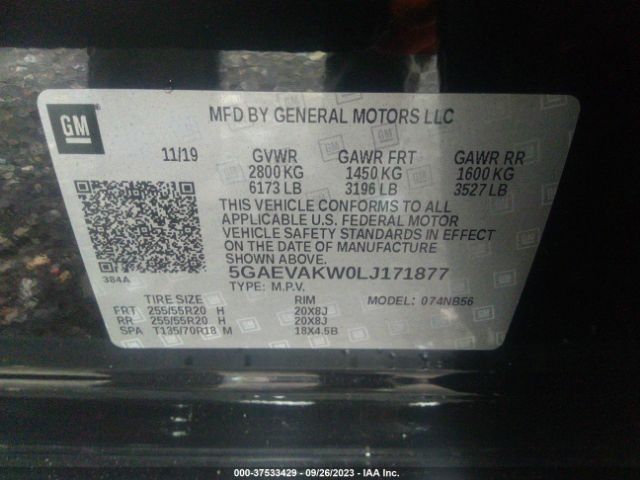 GM
MFD BY GENERAL MOTORS LLC
11/19 GVWR GAWR FRT GAWR RR
2800 KG 1450 KG 1600 KG
6173 LB 3196 LB 3527 LB
THIS VEHICLE CONFORMS TO ALL
APPLICABLE U.S. FEDERAL MOTOR
VEHICLE SAFETY STANDARDS IN EFFECT
ON THE DATE OF MANUFACTURE
SHOWN ABOVE.
384A
5GAEVAKW0LJ171877
TYPE: M.P.V.
TIRE SIZE RIM MODEL: 074NB56
FRT 255/55R20 H 20X8J
RR 255/55R20 H 20X8J
SPA T135/70R18 M 18X4.5B
000-37533429 - 09/26/2023 - IAA Inc.